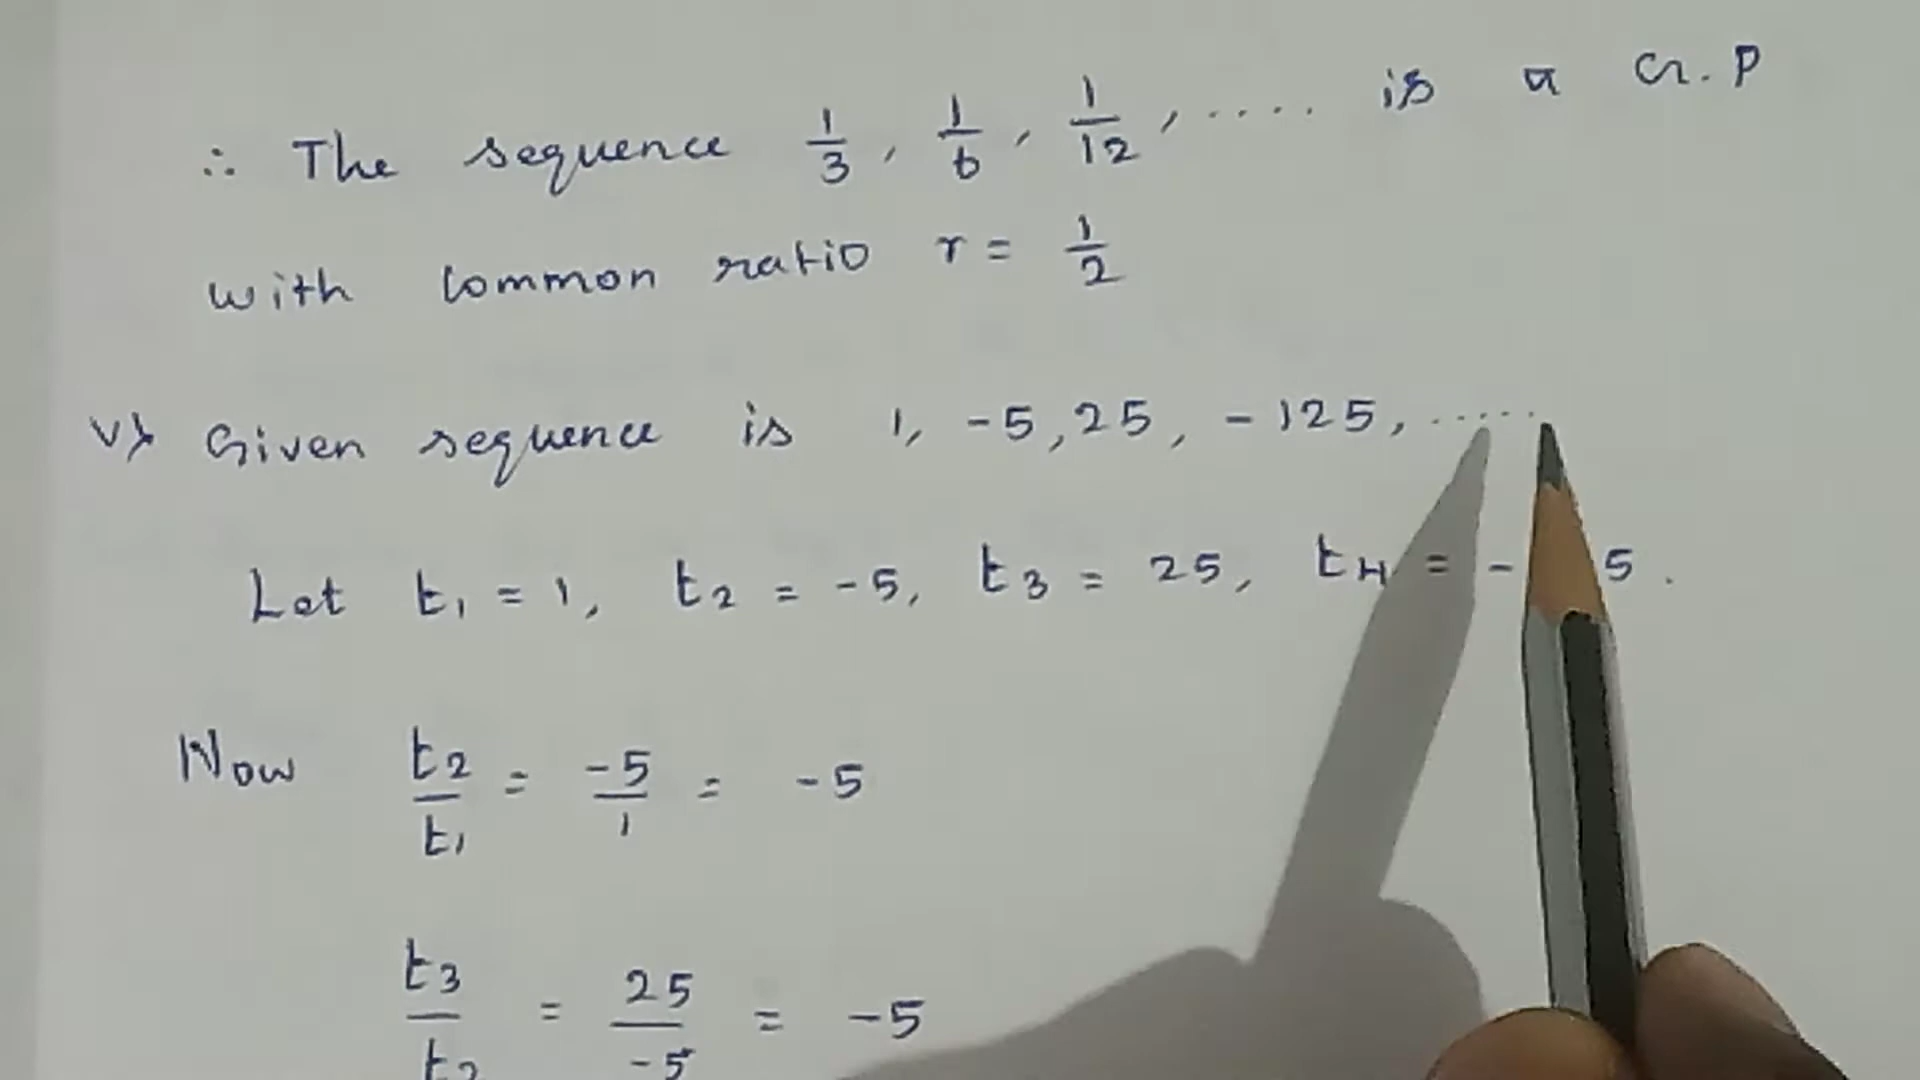 ∴ The sequence 1/3, 1/6, 1/12, .... is a G.P
with common ratio r = 1/2
v) Given sequence is 1, -5, 25, -125, .....
Let t₁ = 1, t₂ = -5, t₃ = 25, t₄ = - 5.
Now t₂/t₁ = -5/1 = -5
t₃/t₂ = 25/-5 = -5